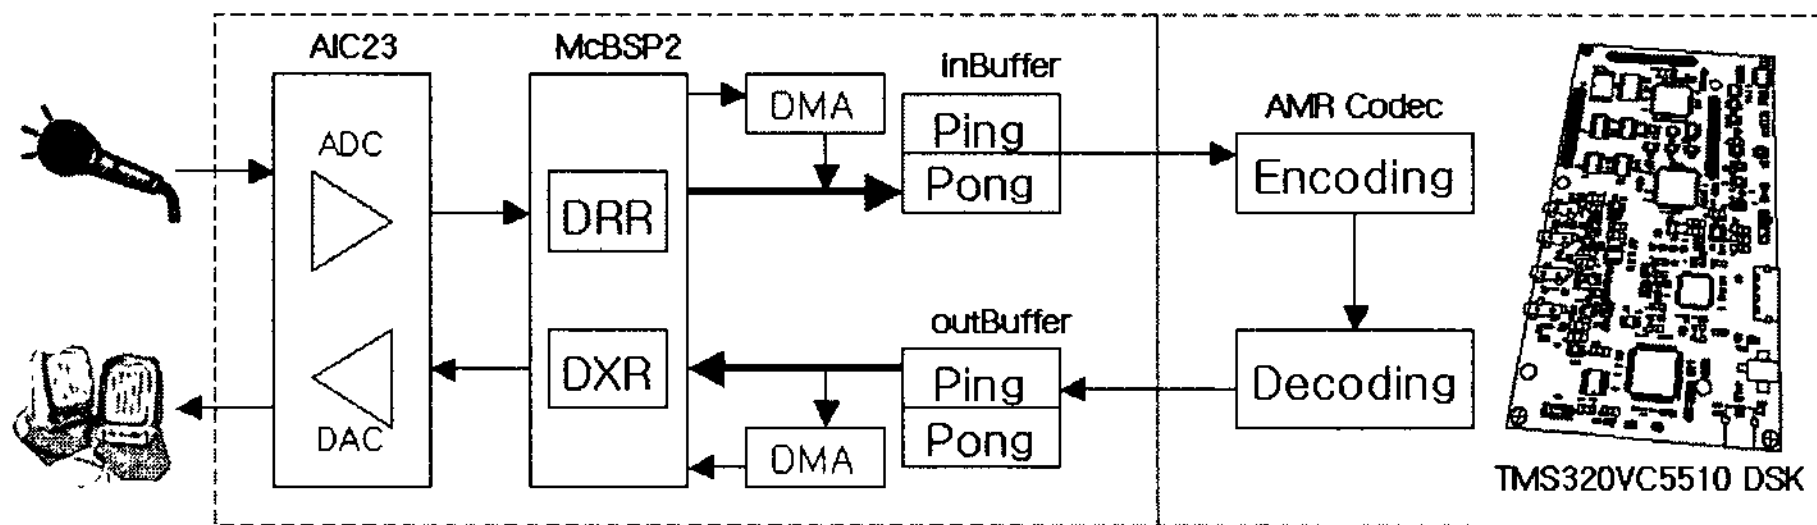 AIC23
McBSP2
inBuffer
AMR Codec
ADC
DRR
DMA
Ping
Pong
Encoding
DAC
DXR
outBuffer
Ping
Pong
DMA
Decoding
TMS320VC5510 DSK